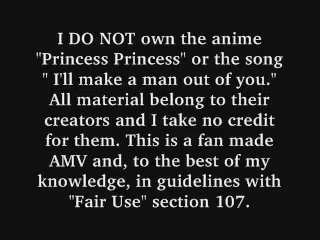 I DO NOT own the anime
"Princess Princess" or the song
" I'll make a man out of you."
All material belong to their
creators and I take no credit
for them. This is a fan made
AMV and, to the best of my
knowledge, in guidelines with
"Fair Use" section 107.